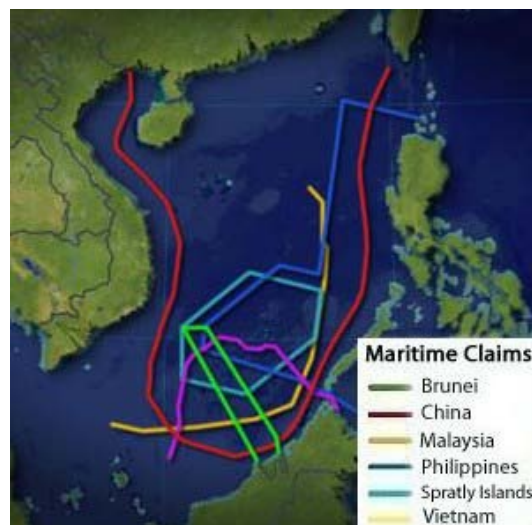 Maritime Claims
Brunei
China
Malaysia
Philippines
Spratly Islands
Vietnam